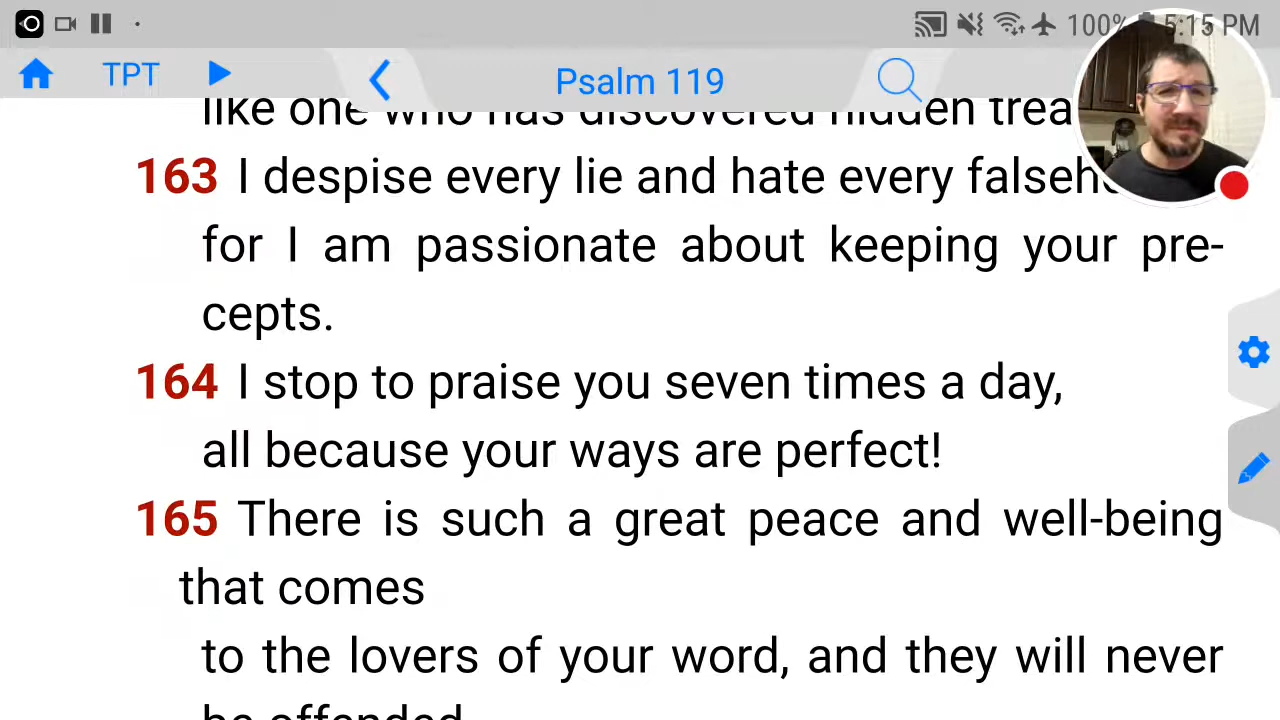 100% 5:15 PM
TPT Psalm 119
like one who has discovered hidden trea
163 I despise every lie and hate every falseh
for I am passionate about keeping your pre-
cepts.
164 I stop to praise you seven times a day,
all because your ways are perfect!
165 There is such a great peace and well-being
that comes
to the lovers of your word, and they will never
be offended